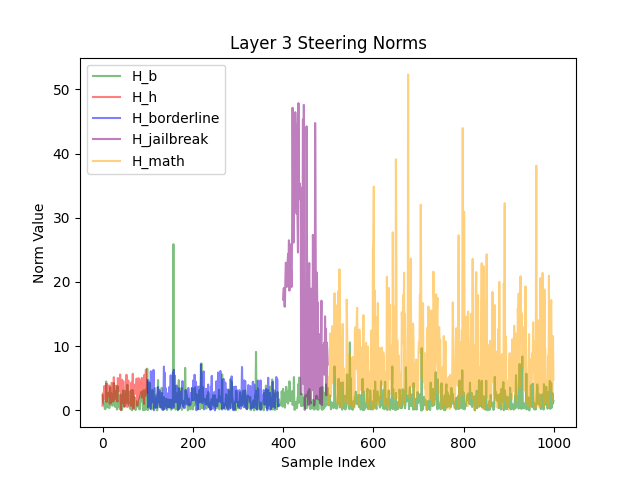 Layer 3 Steering Norms
H_b
H_h
H_borderline
H_jailbreak
H_math
Norm Value
50
40
30
20
10
0
0 200 400 600 800 1000
Sample Index